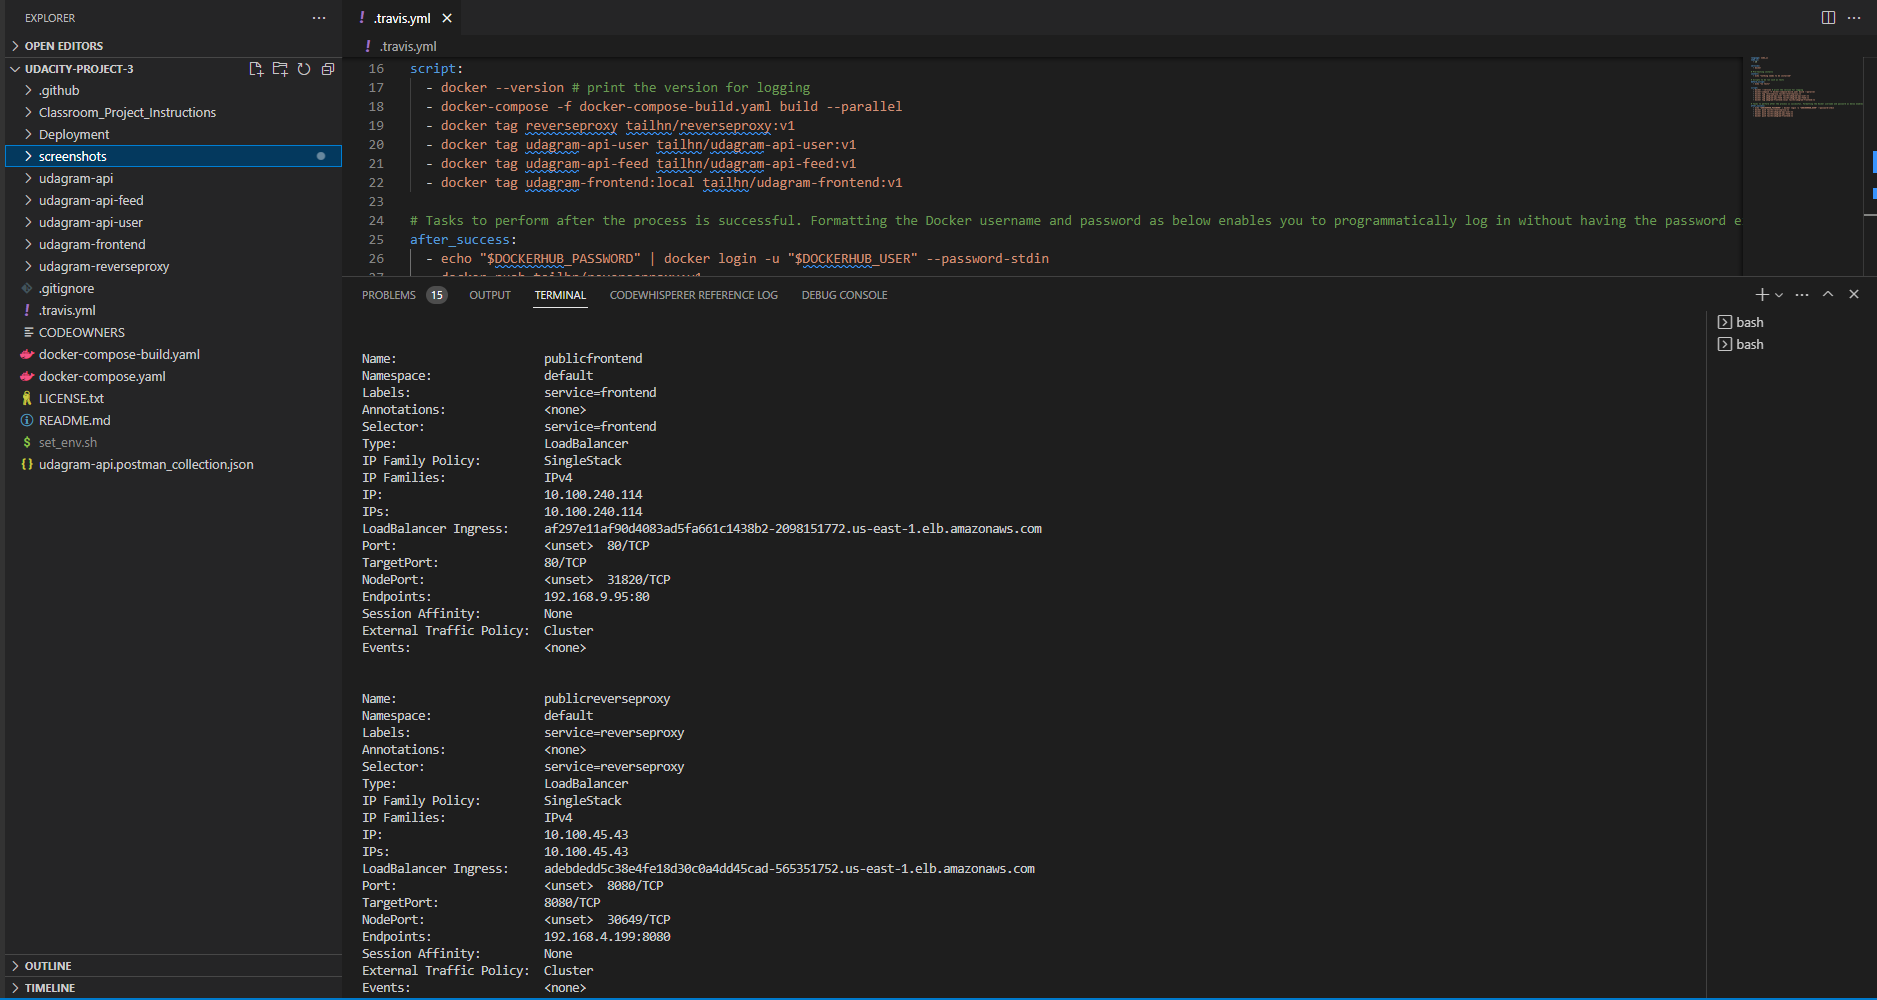 EXPLORER
OPEN EDITORS
UDACITY-PROJECT-3
.github
Classroom_Project_Instructions
Deployment
screenshots
udagram-api
udagram-api-feed
udagram-api-user
udagram-frontend
udagram-reverseproxy
.gitignore
.travis.yml
CODEOWNERS
docker-compose-build.yaml
docker-compose.yaml
LICENSE.txt
README.md
set_env.sh
udagram-api.postman_collection.json
OUTLINE
TIMELINE
.travis.yml
.travis.yml
16 script:
17 - docker --version # print the version for logging
18 - docker-compose -f docker-compose-build.yaml build --parallel
19 - docker tag reverseproxy tailhn/reverseproxy:v1
20 - docker tag udagram-api-user tailhn/udagram-api-user:v1
21 - docker tag udagram-api-feed tailhn/udagram-api-feed:v1
22 - docker tag udagram-frontend:local tailhn/udagram-frontend:v1
23
24 # Tasks to perform after the process is successful. Formatting the Docker username and password as below enables you to programmatically log in without having the password e
25 after_success:
26 - echo "$DOCKERHUB_PASSWORD" | docker login -u "$DOCKERHUB_USER" --password-stdin
27 - docker push tailhn/reverseproxy:v1
PROBLEMS 15 OUTPUT TERMINAL CODEWHISPERER REFERENCE LOG DEBUG CONSOLE
bash
bash
Name: publicfrontend
Namespace: default
Labels: service=frontend
Annotations: <none>
Selector: service=frontend
Type: LoadBalancer
IP Family Policy: SingleStack
IP Families: IPv4
IP: 10.100.240.114
IPs: 10.100.240.114
LoadBalancer Ingress: af297e11af90d4083ad5fa661c1438b2-2098151772.us-east-1.elb.amazonaws.com
Port: <unset> 80/TCP
TargetPort: 80/TCP
NodePort: <unset> 31820/TCP
Endpoints: 192.168.9.95:80
Session Affinity: None
External Traffic Policy: Cluster
Events: <none>
Name: publicreverseproxy
Namespace: default
Labels: service=reverseproxy
Annotations: <none>
Selector: service=reverseproxy
Type: LoadBalancer
IP Family Policy: SingleStack
IP Families: IPv4
IP: 10.100.45.43
IPs: 10.100.45.43
LoadBalancer Ingress: adebdedd5c38e4fe18d30c0a4dd45cad-565351752.us-east-1.elb.amazonaws.com
Port: <unset> 8080/TCP
TargetPort: 8080/TCP
NodePort: <unset> 30649/TCP
Endpoints: 192.168.4.199:8080
Session Affinity: None
External Traffic Policy: Cluster
Events: <none>